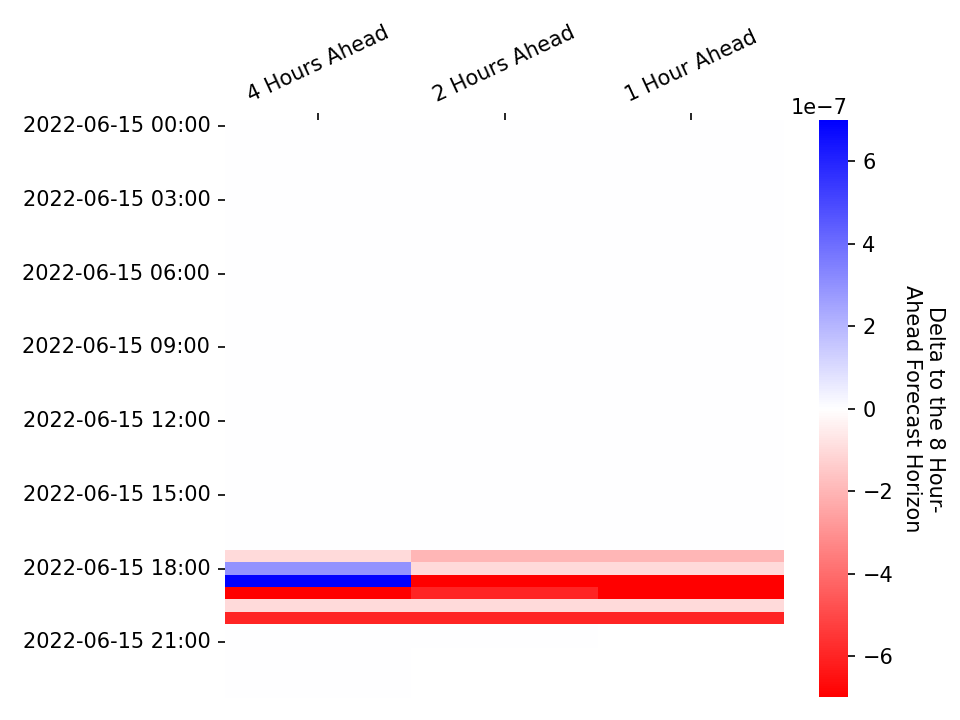 4 Hours Ahead
2 Hours Ahead
1 Hour Ahead
1e−7
2022-06-15 00:00
2022-06-15 03:00
2022-06-15 06:00
2022-06-15 09:00
2022-06-15 12:00
2022-06-15 15:00
2022-06-15 18:00
2022-06-15 21:00
6
4
2
0
−2
−4
−6
Delta to the 8 Hour-
Ahead Forecast Horizon